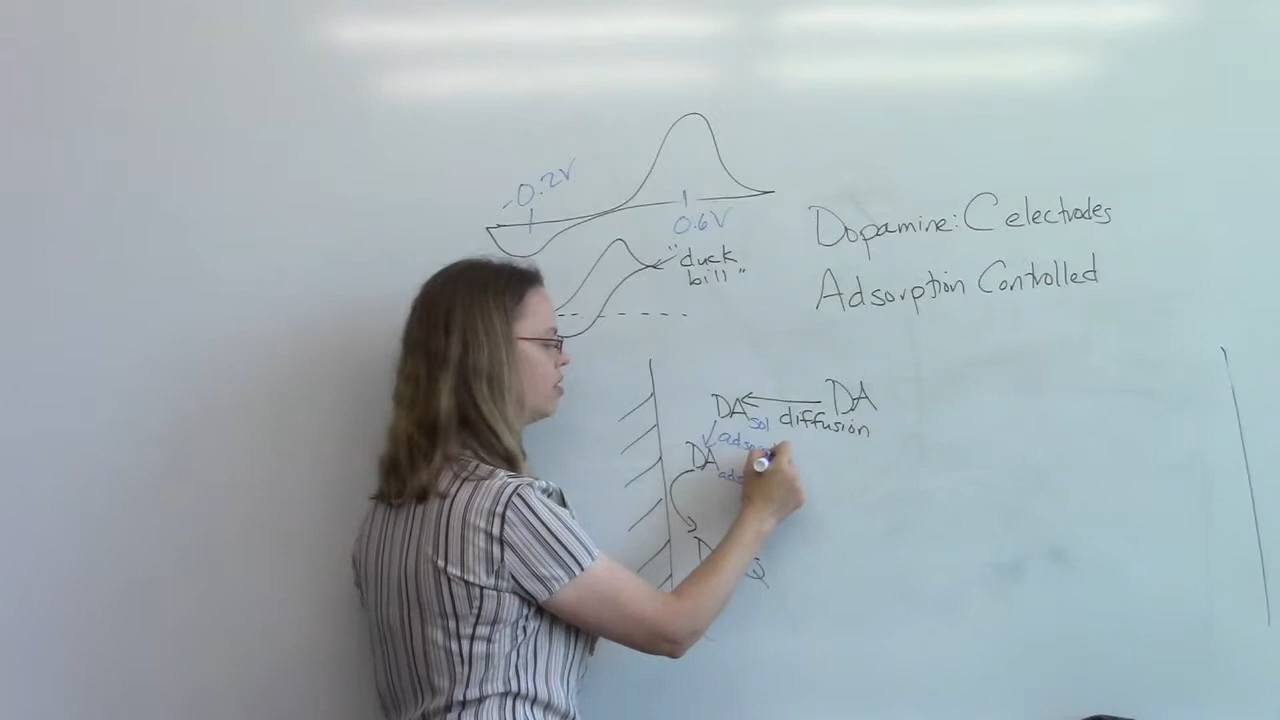 -0.2V
0.6V
"duck
bill"
Dopamine: C electrodes
Adsorption Controlled
DA sol
DA
diffusion
DA ads